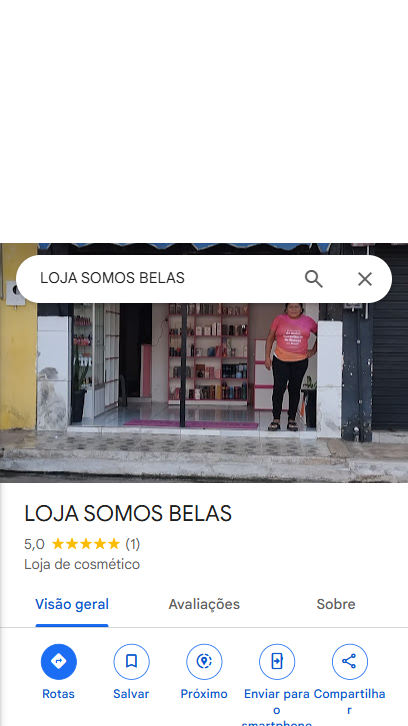 LOJA SOMOS BELAS
LOJA SOMOS BELAS
5,0 (1)
Loja de cosmético
Visão geral
Avaliações
Sobre
Rotas
Salvar
Próximo
Enviar para o smartphone
Compartilhar